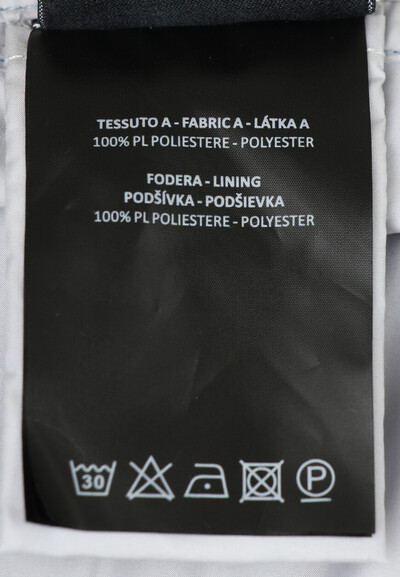 TESSUTO A - FABRIC A - LÁTKA A
100% PL POLIESTERE - POLYESTER
FODERA - LINING
PODŠÍVKA - PODŠIEVKA
100% PL POLIESTERE - POLYESTER
30 P